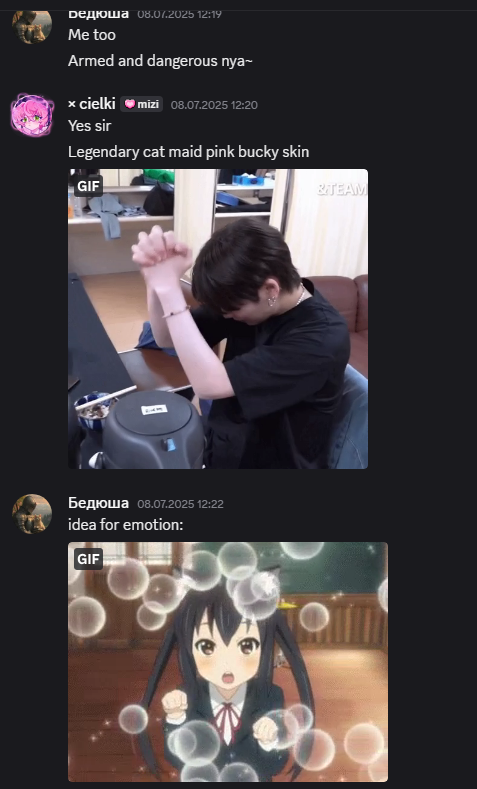 Бедюша 08.07.2025 12:19
Me too
Armed and dangerous nya~
× cielki mizi 08.07.2025 12:20
Yes sir
Legendary cat maid pink bucky skin
GIF
&TEAM
Бедюша 08.07.2025 12:22
idea for emotion:
GIF